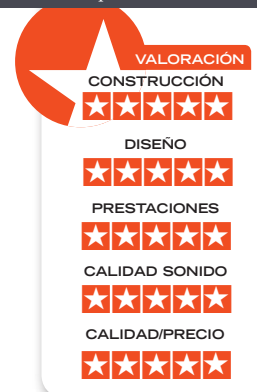 VALORACIÓN
CONSTRUCCIÓN
DISEÑO
PRESTACIONES
CALIDAD SONIDO
CALIDAD/PRECIO